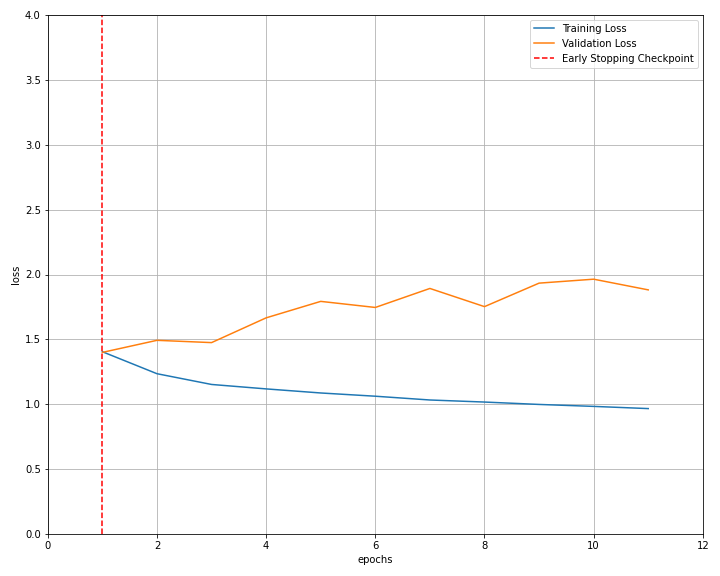 Training Loss
Validation Loss
Early Stopping Checkpoint
4.0
3.5
3.0
2.5
2.0
1.5
1.0
0.5
0.0
loss
0 2 4 6 8 10 12
epochs